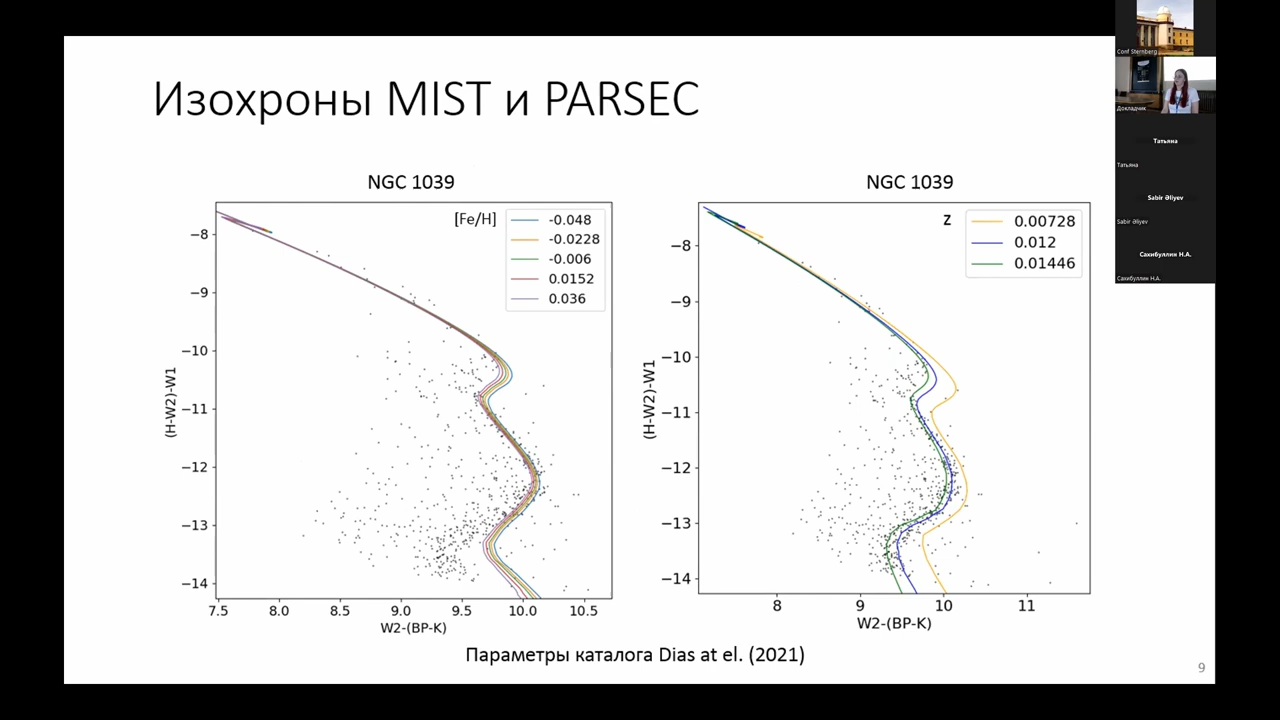 Изохроны MIST и PARSEC
NGC 1039
[Fe/H]
-0.048
-0.0228
-0.006
0.0152
0.036
−8
−9
−10
−11
−12
−13
−14
(H-W2)-W1
7.5 8.0 8.5 9.0 9.5 10.0 10.5
W2-(BP-K)
NGC 1039
Z
0.00728
0.012
0.01446
−8
−9
−10
−11
−12
−13
−14
(H-W2)-W1
8 9 10 11
W2-(BP-K)
Параметры каталога Dias at el. (2021)
9
Conf Sternberg
Докладчик
Татьяна
Татьяна
Sabir Əliyev
Sabir Əliyev
Сахибуллин Н.А.
Сахибуллин Н.А.